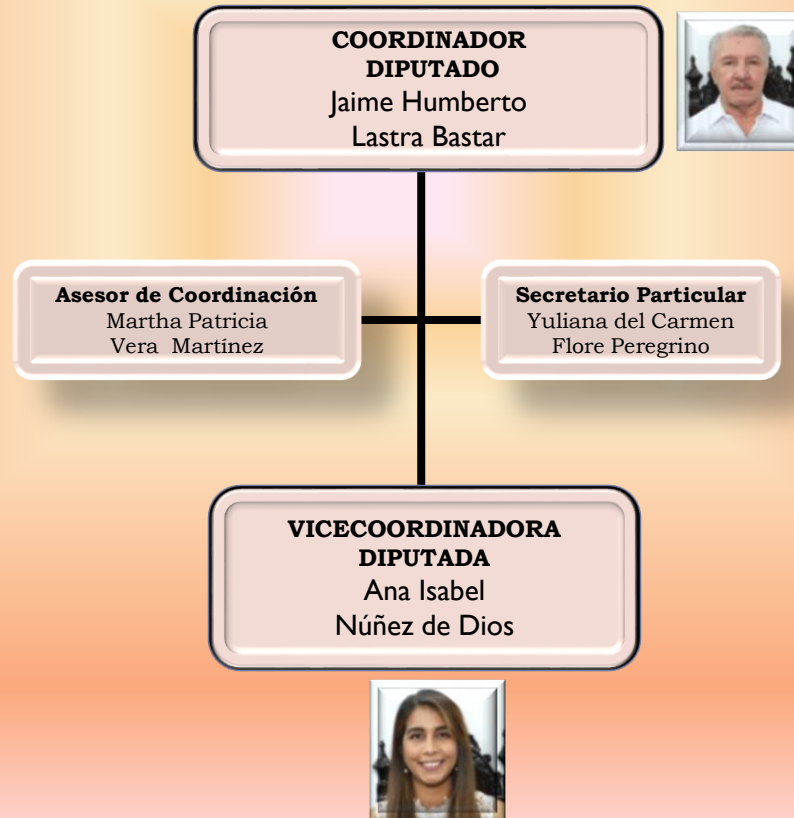 COORDINADOR
DIPUTADO
Jaime Humberto
Lastra Bastar
Asesor de Coordinación
Martha Patricia
Vera Martínez
Secretario Particular
Yuliana del Carmen
Flore Peregrino
VICECOORDINADORA
DIPUTADA
Ana Isabel
Núñez de Dios